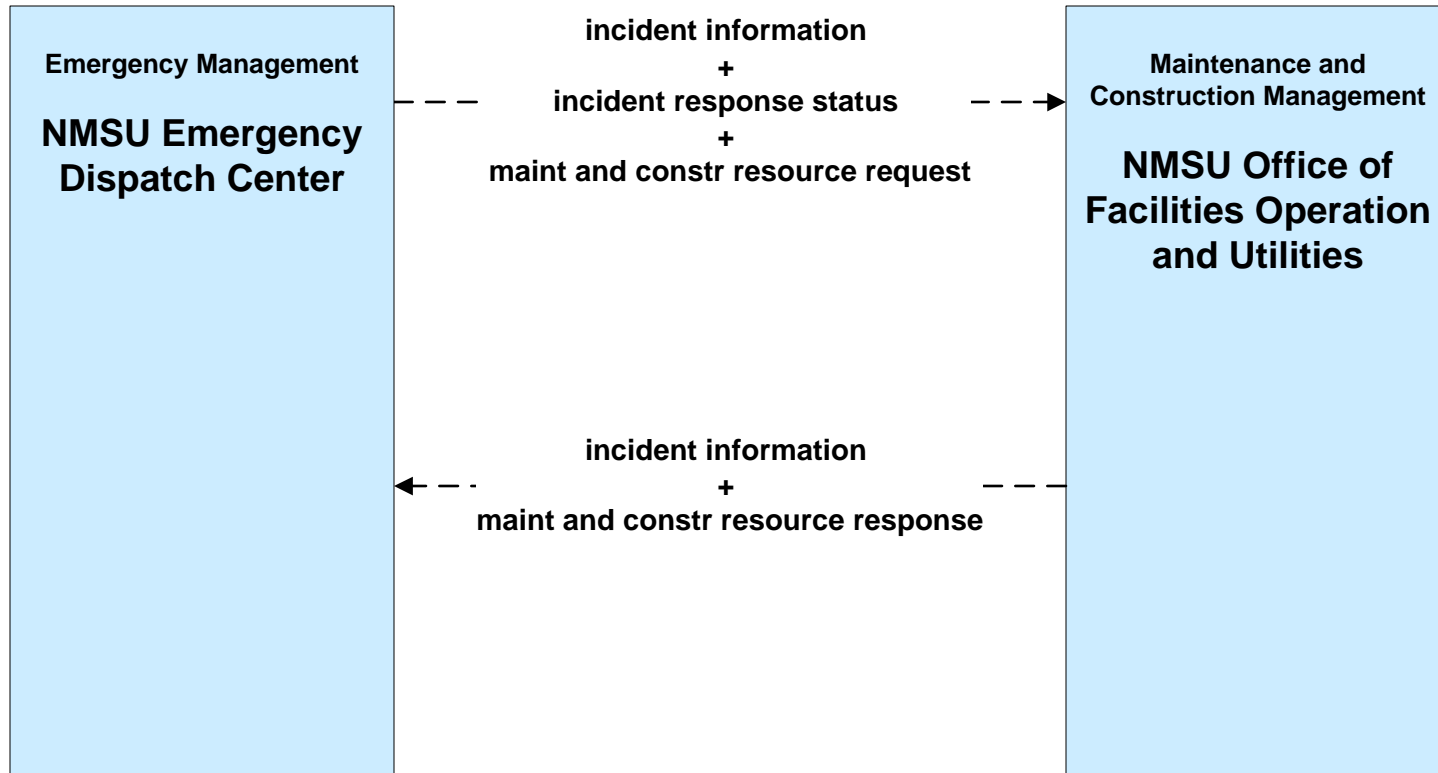 Emergency Management
NMSU Emergency
Dispatch Center
incident information
+
incident response status
+
maint and constr resource request
Maintenance and
Construction Management
NMSU Office of
Facilities Operation
and Utilities
incident information
+
maint and constr resource response